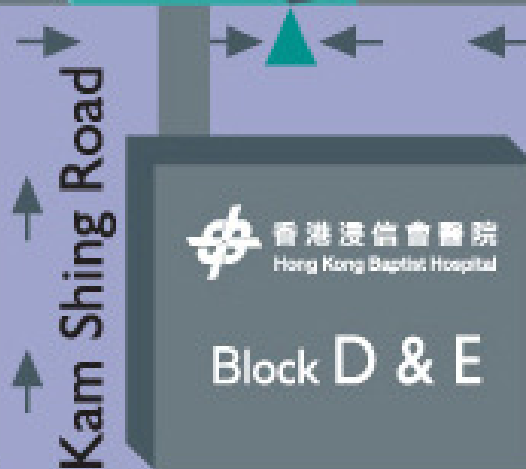 Kam Shing Road
香港浸信會醫院
Hong Kong Baptist Hospital
Block D & E